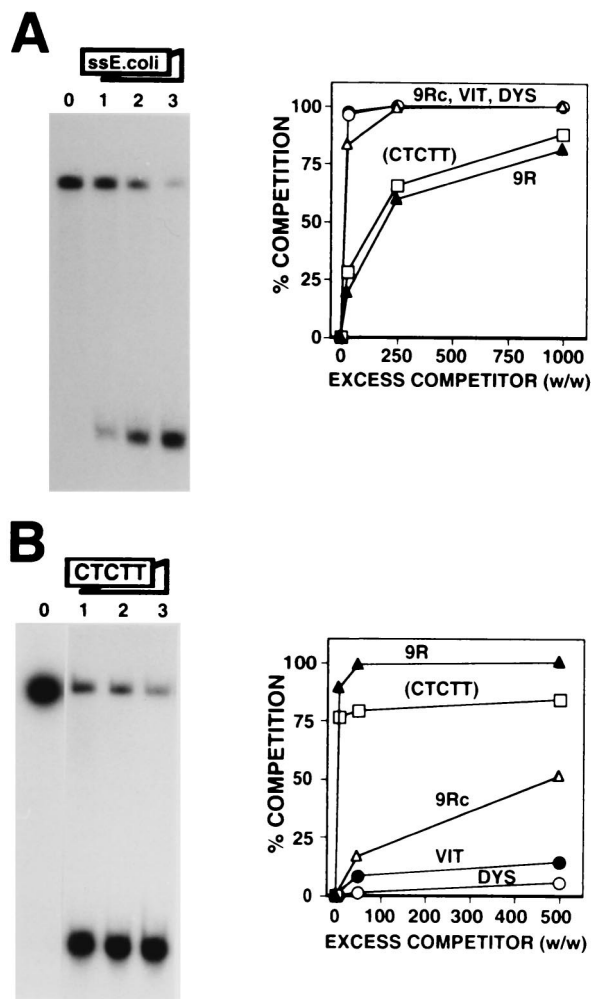 A
ssE.coli
0 1 2 3
9Rc, VIT, DYS
(CTCTT)
9R
% COMPETITION
100
75
50
25
0
0 250 500 750 1000
EXCESS COMPETITOR (w/w)
B
CTCTT
0 1 2 3
9R
(CTCTT)
9Rc
VIT
DYS
% COMPETITION
100
75
50
25
0
0 100 200 300 400 500
EXCESS COMPETITOR (w/w)